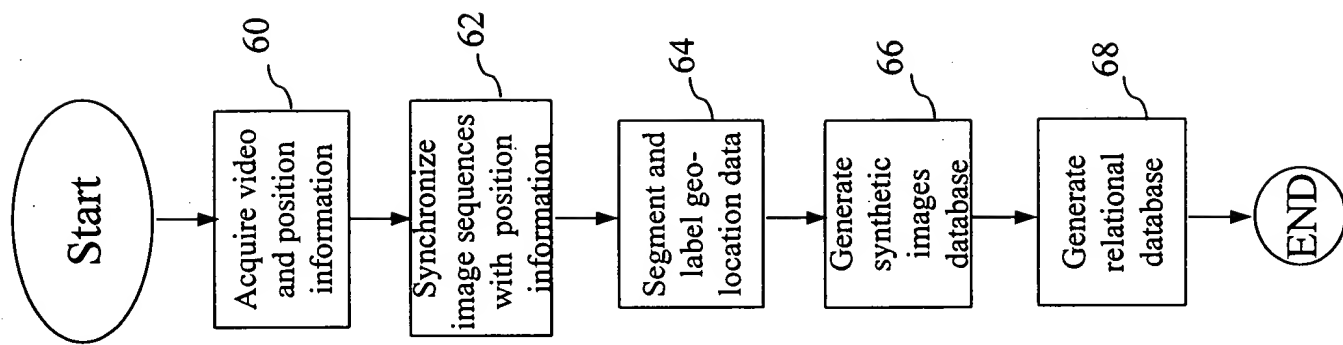 Start
60
Acquire video
and position
information
62
Synchronize
image sequences
with position
information
64
Segment and
label geo-
location data
66
Generate
synthetic
images
database
68
Generate
relational
database
END